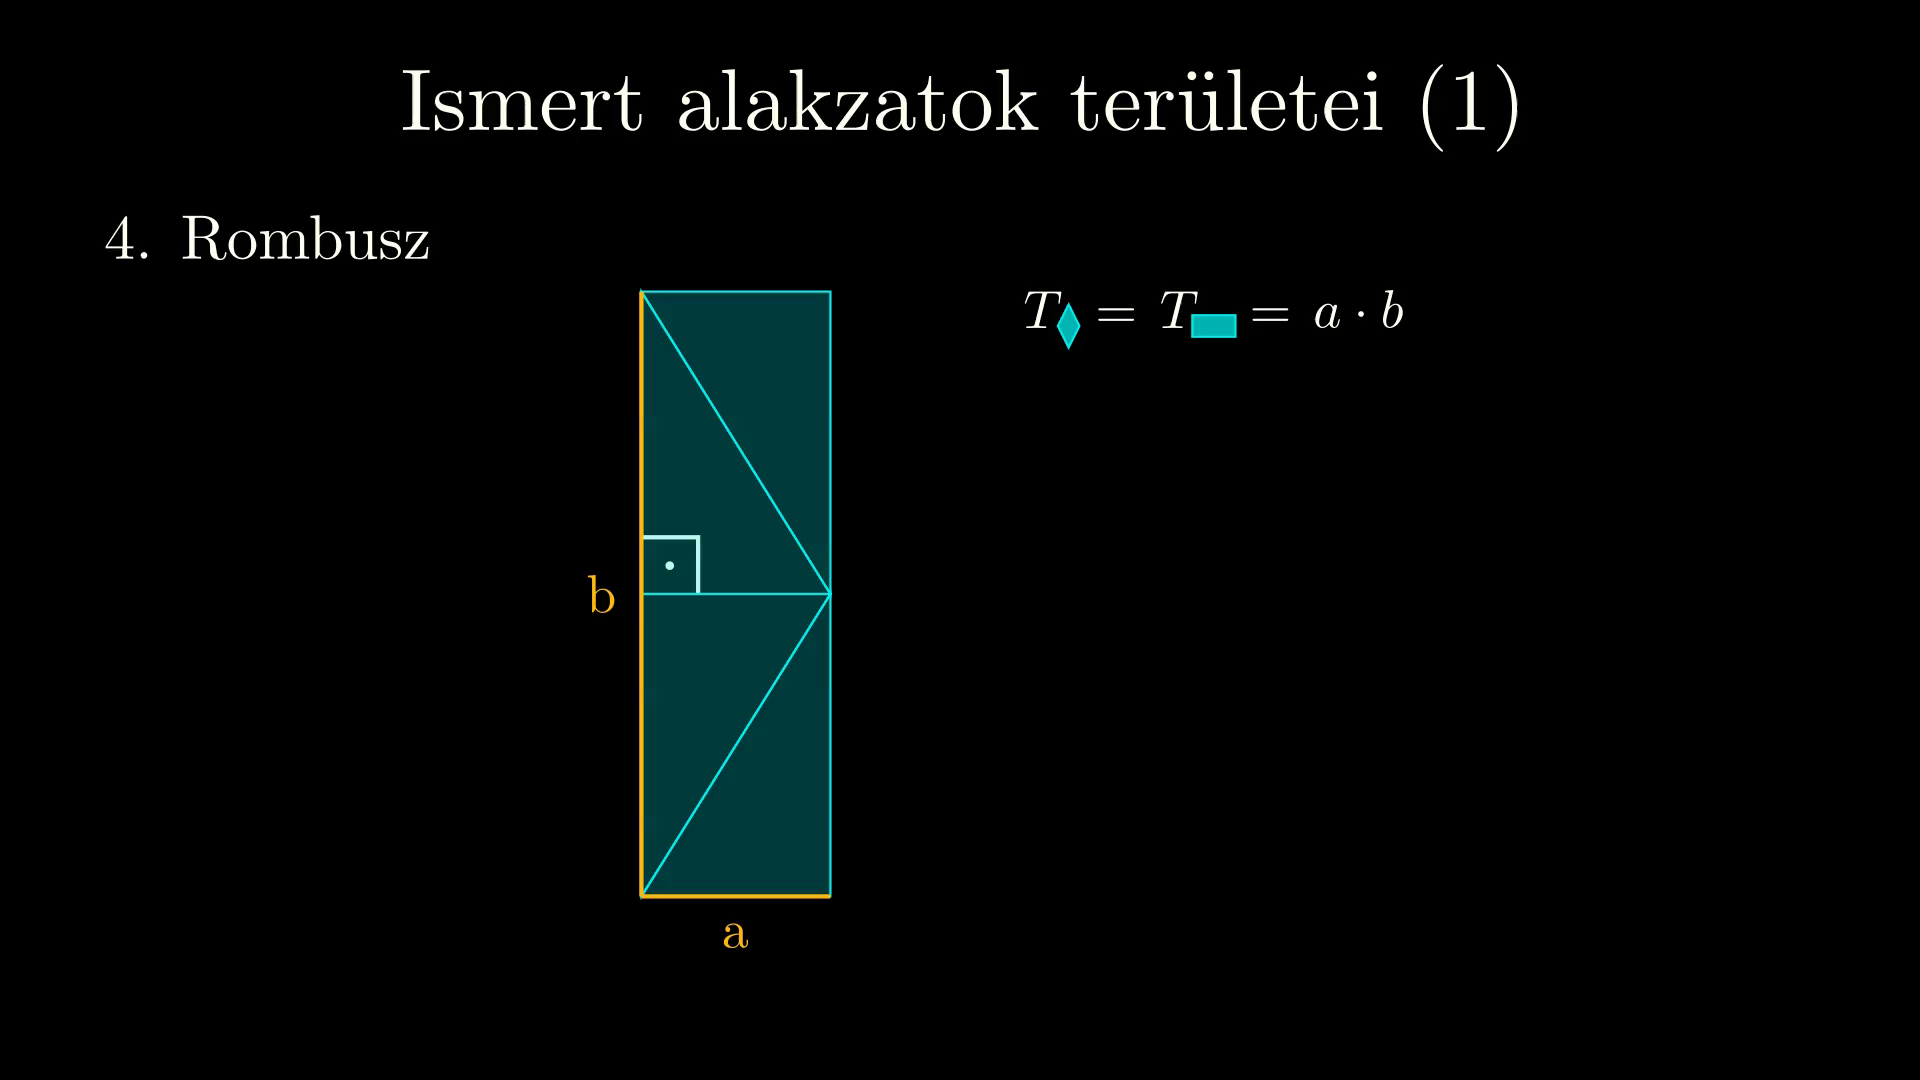 Ismert alakzatok területei (1)
4. Rombusz
T♦ = T▬ = a · b
b
a